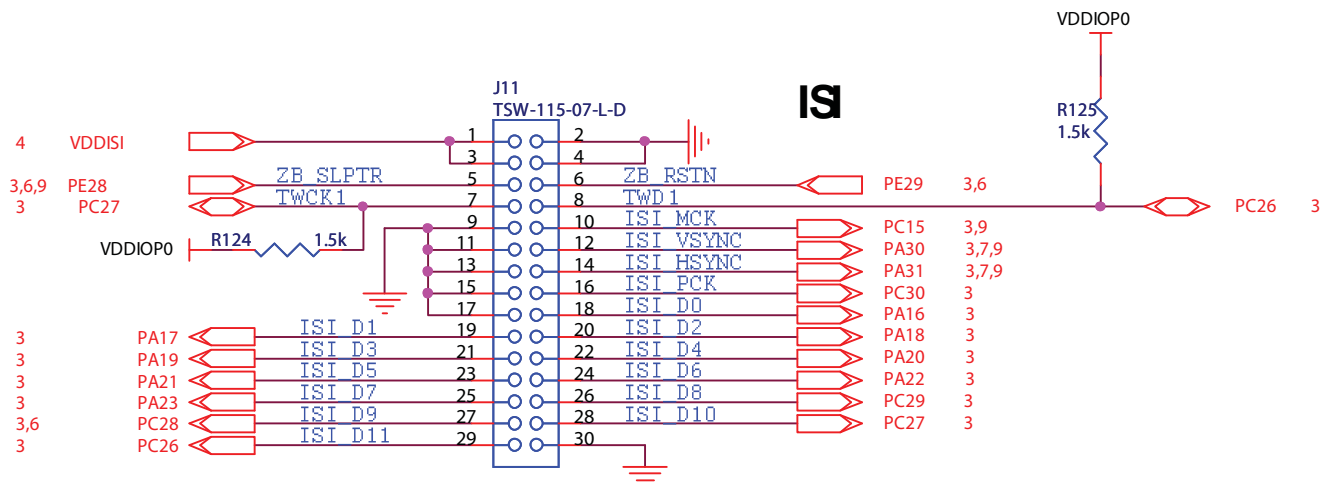 VDDIOP0
J11
TSW-115-07-L-D
ISI
R125
1.5k
4 VDDISI 1 2
3 4
3,6,9 PE28 ZB_SLPTR 5 6 ZB_RSTN PE29 3,6
3 PC27 TWCK1 7 8 TWD1 PC26 3
9 10 ISI_MCK PC15 3,9
VDDIOP0 R124 1.5k 11 12 ISI_VSYNC PA30 3,7,9
13 14 ISI_HSYNC PA31 3,7,9
15 16 ISI_PCK PC30 3
17 18 ISI_D0 PA16 3
3 PA17 ISI_D1 19 20 ISI_D2 PA18 3
3 PA19 ISI_D3 21 22 ISI_D4 PA20 3
3 PA21 ISI_D5 23 24 ISI_D6 PA22 3
3 PA23 ISI_D7 25 26 ISI_D8 PC29 3
3,6 PC28 ISI_D9 27 28 ISI_D10 PC27 3
3 PC26 ISI_D11 29 30